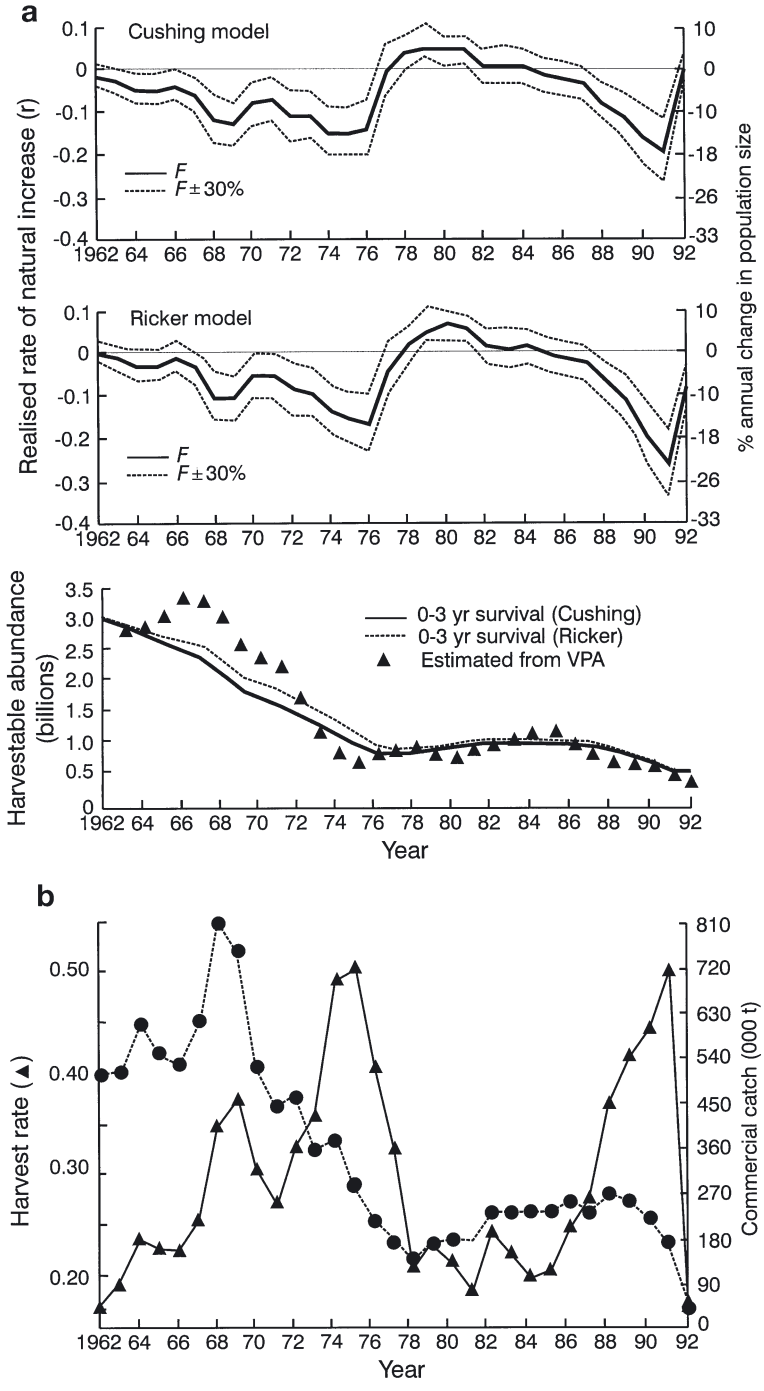 a
Cushing model
0.1
0
-0.1
-0.2
-0.3
-0.4
10
0
-10
-18
-26
-33
F
F±30%
1962 64 66 68 70 72 74 76 78 80 82 84 86 88 90 92
Realised rate of natural increase (r)
% annual change in population size
Ricker model
0.1
0
-0.1
-0.2
-0.3
-0.4
10
0
-10
-18
-26
-33
F
F±30%
1962 64 66 68 70 72 74 76 78 80 82 84 86 88 90 92
Harvestable abundance
(billions)
3.5
3.0
2.5
2.0
1.5
1.0
0.5
0
0-3 yr survival (Cushing)
0-3 yr survival (Ricker)
Estimated from VPA
1962 64 66 68 70 72 74 76 78 80 82 84 86 88 90 92
Year
b
Harvest rate (▲)
0.50
0.40
0.30
0.20
810
720
630
540
450
360
270
180
90
0
Commercial catch (000 t)
1962 64 66 68 70 72 74 76 78 80 82 84 86 88 90 92
Year